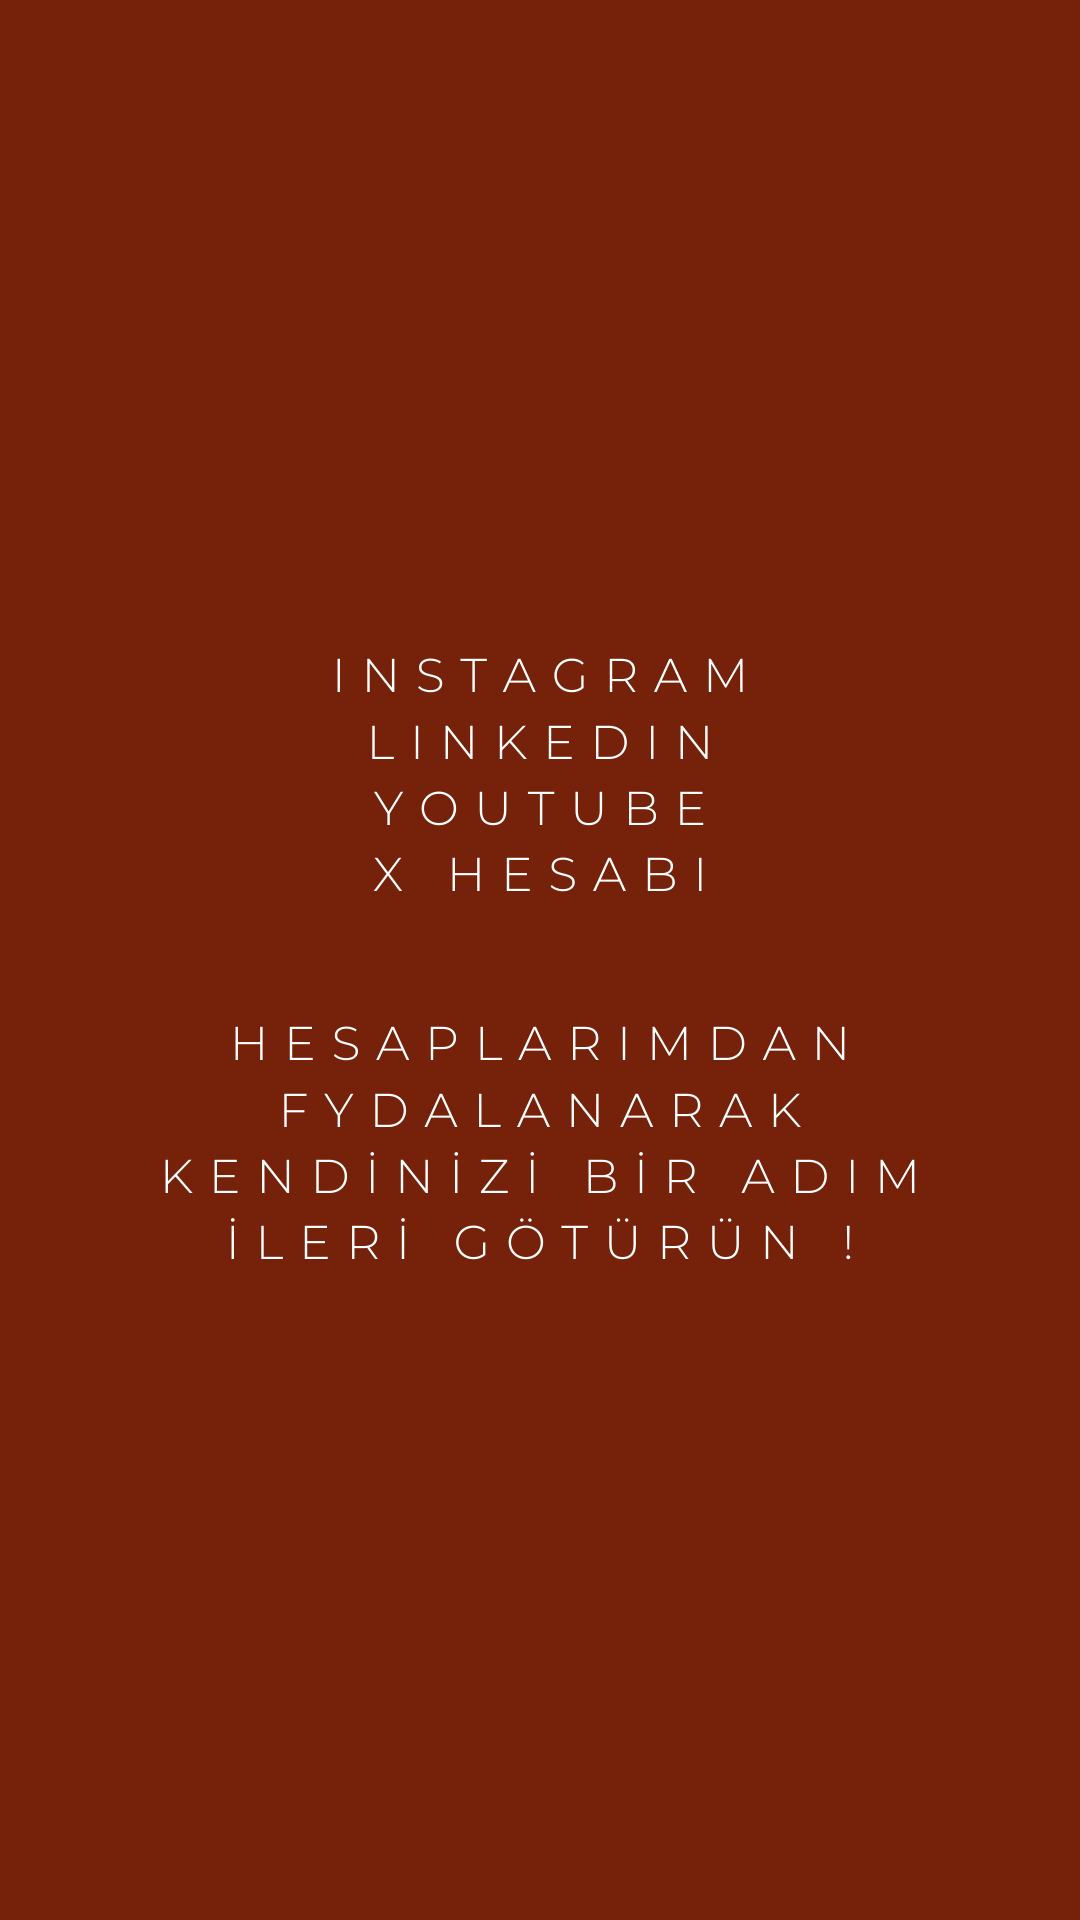 INSTAGRAM
LINKEDIN
YOUTUBE
X HESABI
HESAPLARIMDAN
FYDALANARAK
KENDİNİZİ BİR ADIM
İLERİ GÖTÜRÜN !